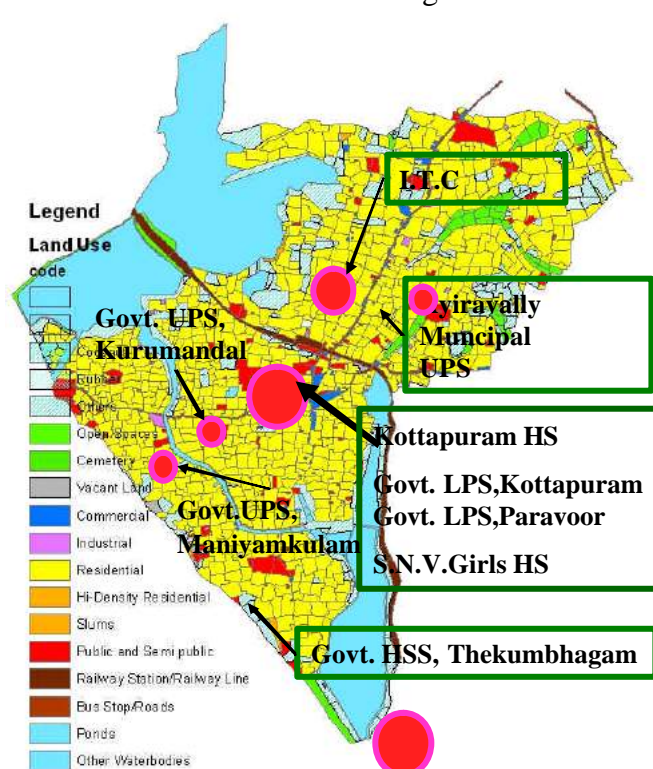 I.T.C
Legend
Land Use
code
Govt. UPS,
Kurumandal
yiravally
Muncipal
UPS
Others
Open/Spaces
Cemetery
Vacant Land
Commercial
Industrial
Residential
Hi-Density Residential
Slums
Public and Semi public
Railway Station/Railway Line
Bus Stop/Roads
Ponds
Other Waterbodies
Kottapuram HS
Govt. LPS,Kottapuram
Govt. LPS,Paravoor
S.N.V.Girls HS
Govt.UPS,
Maniyamkulam
Govt. HSS, Thekumbhagam